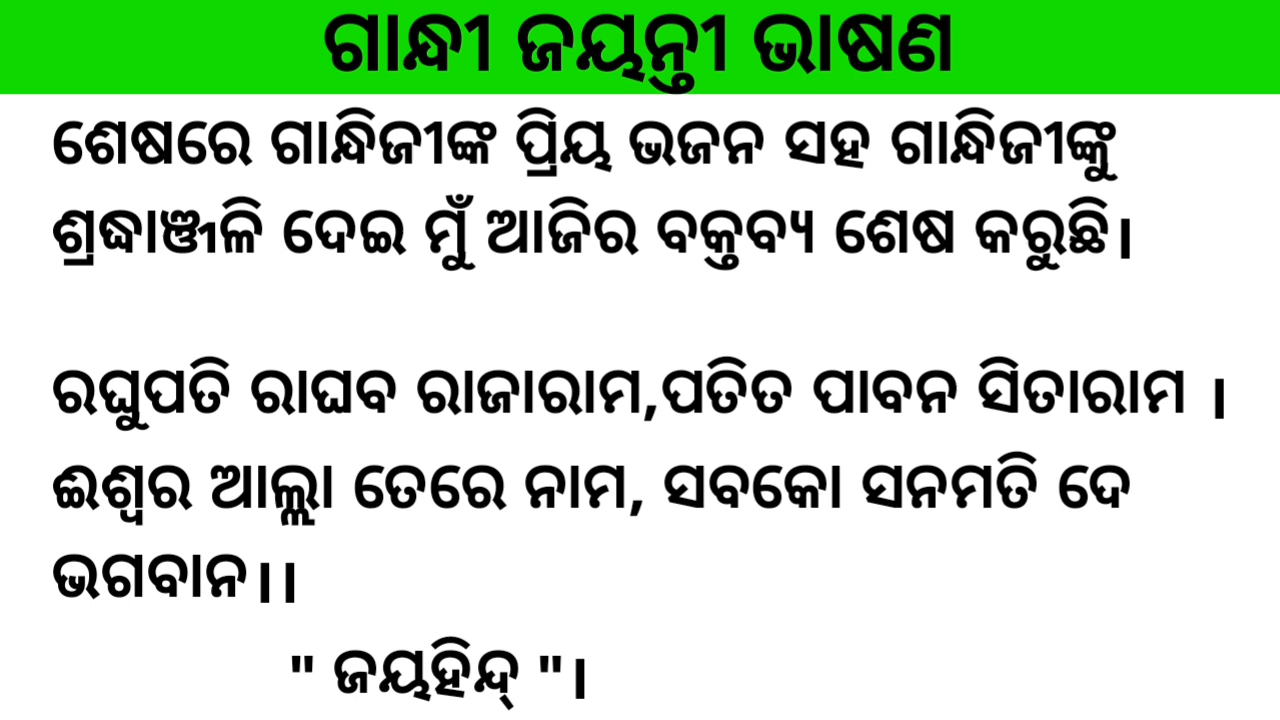 ଗାନ୍ଧୀ ଜୟନ୍ତୀ ଭାଷଣ
ଶେଷରେ ଗାନ୍ଧିଜୀଙ୍କ ପ୍ରିୟ ଭଜନ ସହ ଗାନ୍ଧିଜୀଙ୍କୁ
ଶ୍ରଦ୍ଧାଞ୍ଜଳି ଦେଇ ମୁଁ ଆଜିର ବକ୍ତବ୍ୟ ଶେଷ କରୁଛି।
ରଘୁପତି ରାଘବ ରାଜାରାମ,ପତିତ ପାବନ ସିତାରାମ ।
ଈଶ୍ୱର ଆଲ୍ଲା ତେରେ ନାମ, ସବକୋ ସନମତି ଦେ
ଭଗବାନ।।
" ଜୟହିନ୍ଦ୍ "।